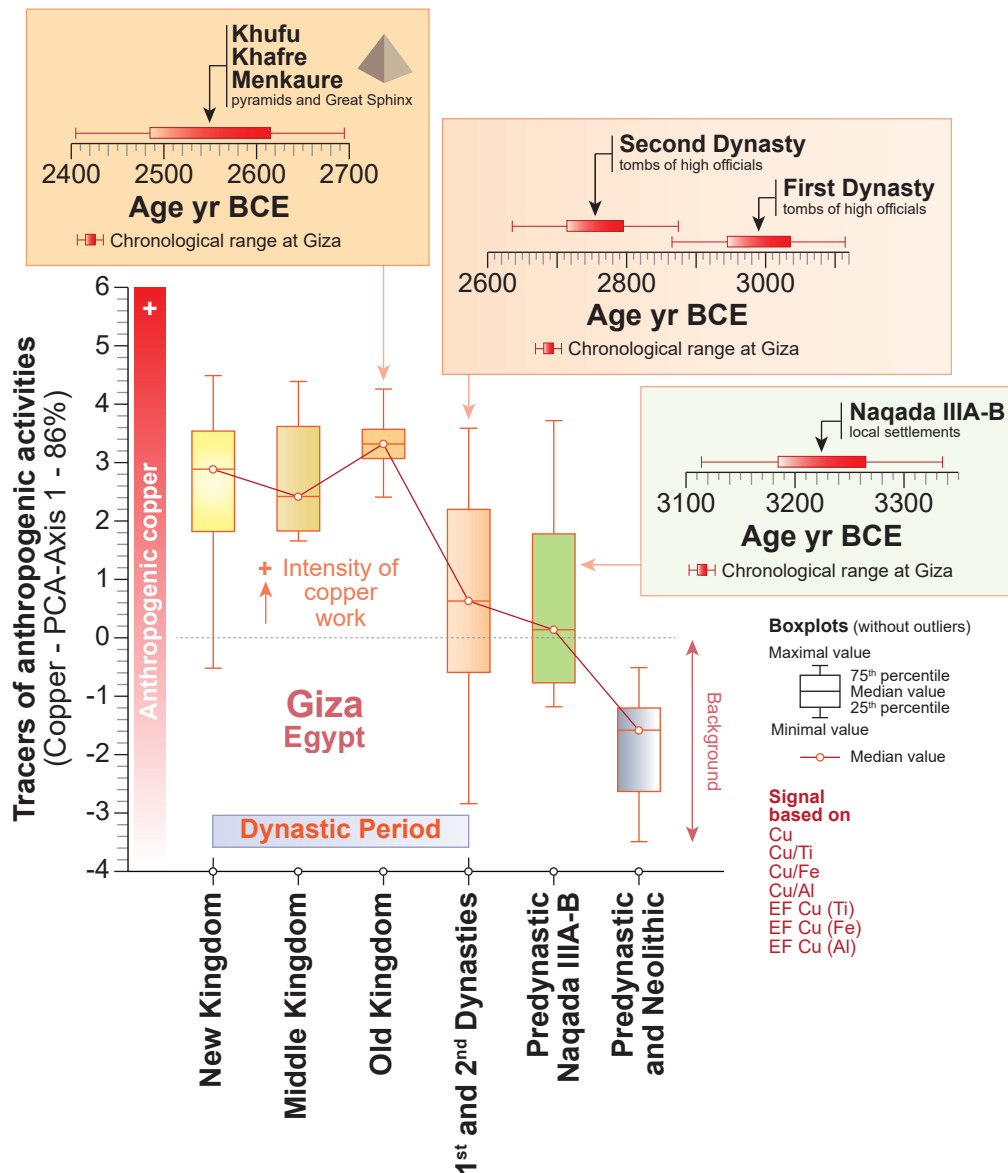 Khufu
Khafre
Menkaure
pyramids and Great Sphinx
2400 2500 2600 2700
Age yr BCE
Chronological range at Giza
Second Dynasty
tombs of high officials
First Dynasty
tombs of high officials
2600 2800 3000
Age yr BCE
Chronological range at Giza
Naqada IIIA-B
local settlements
3100 3200 3300
Age yr BCE
Chronological range at Giza
Tracers of anthropogenic activities
(Copper - PCA-Axis 1 - 86%)
6
5
4
3
2
1
0
-1
-2
-3
-4
+
Anthropogenic copper
+ Intensity of
copper
work
Giza
Egypt
Background
Dynastic Period
New Kingdom
Middle Kingdom
Old Kingdom
1st and 2nd Dynasties
Predynastic
Naqada IIIA-B
Predynastic
and Neolithic
Boxplots (without outliers)
Maximal value
75th percentile
Median value
25th percentile
Minimal value
Median value
Signal
based on
Cu
Cu/Ti
Cu/Fe
Cu/Al
EF Cu (Ti)
EF Cu (Fe)
EF Cu (Al)